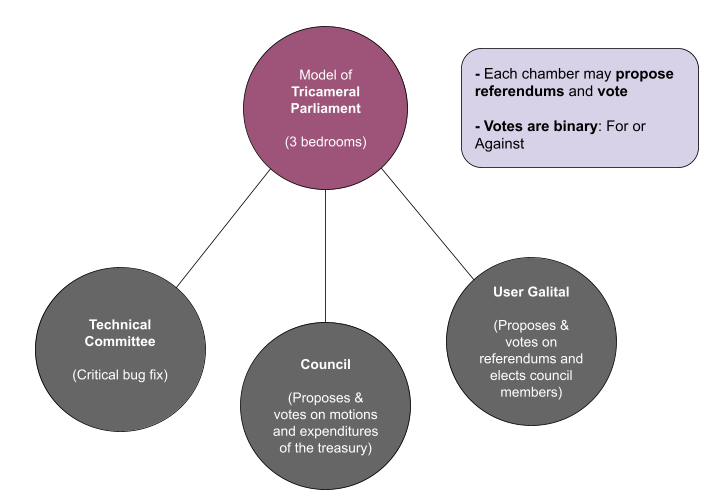 Model of
Tricameral
Parliament
(3 bedrooms)
- Each chamber may propose
referendums and vote
- Votes are binary: For or
Against
Technical
Committee
(Critical bug fix)
Council
(Proposes &
votes on motions
and expenditures
of the treasury)
User Galital
(Proposes &
votes on
referendums and
elects council
members)